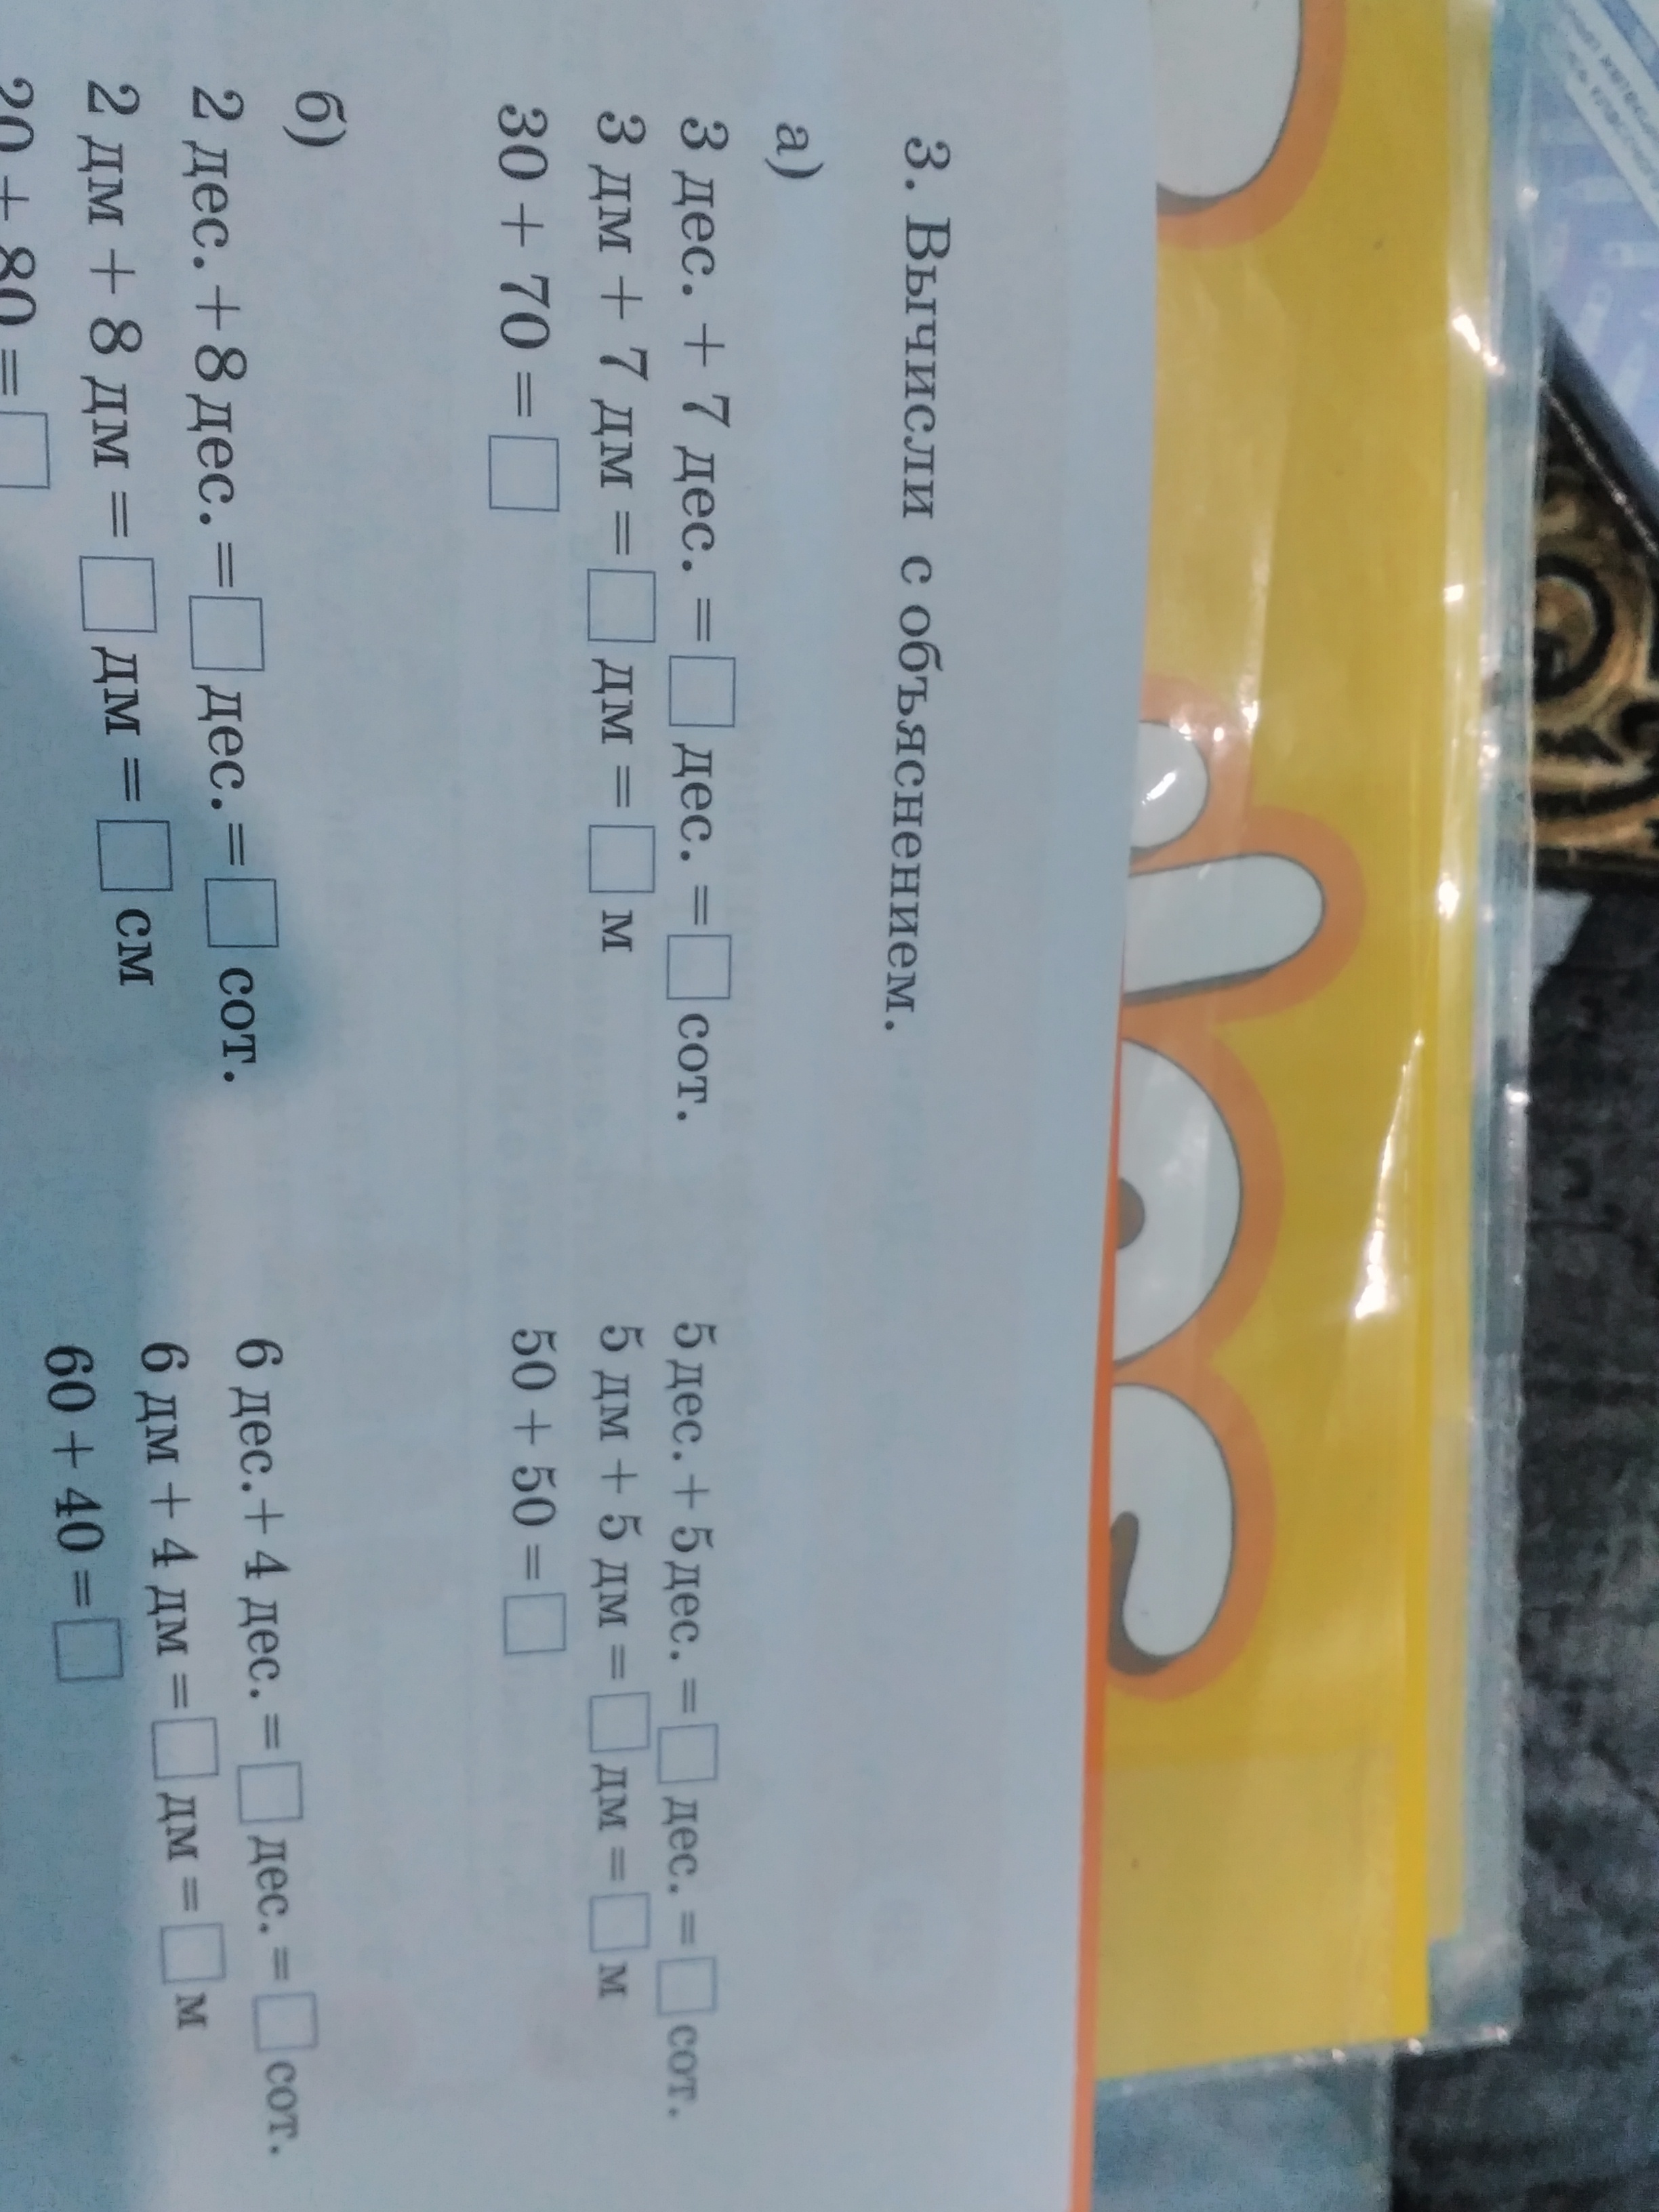 3. Вычисли с объяснением.
а)
3 дес. + 7 дес. = □ дес. = □ сот.
3 дм + 7 дм = □ дм = □ м
30 + 70 = □
5 дес. + 5 дес. = □ дес. = □ сот.
5 дм + 5 дм = □ дм = □ м
50 + 50 = □
б)
2 дес. + 8 дес. = □ дес. = □ сот.
2 дм + 8 дм = □ дм = □ см
20 + 80 = □
6 дес. + 4 дес. = □ дес. = □ сот.
6 дм + 4 дм = □ дм = □ м
60 + 40 = □